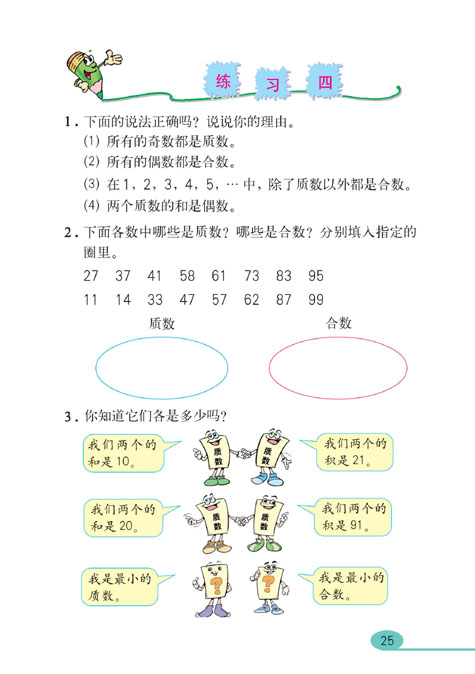 练 习 四
1. 下面的说法正确吗？说说你的理由。
(1) 所有的奇数都是质数。
(2) 所有的偶数都是合数。
(3) 在1，2，3，4，5，…中，除了质数以外都是合数。
(4) 两个质数的和是偶数。
2. 下面各数中哪些是质数？哪些是合数？分别填入指定的
圈里。
27 37 41 58 61 73 83 95
11 14 33 47 57 62 87 99
质数 合数
3. 你知道它们各是多少吗？
我们两个的
和是10。
质数
质数
我们两个的
积是21。
我们两个的
和是20。
质数
质数
我们两个的
积是91。
我是最小的
质数。
?
?
我是最小的
合数。
25